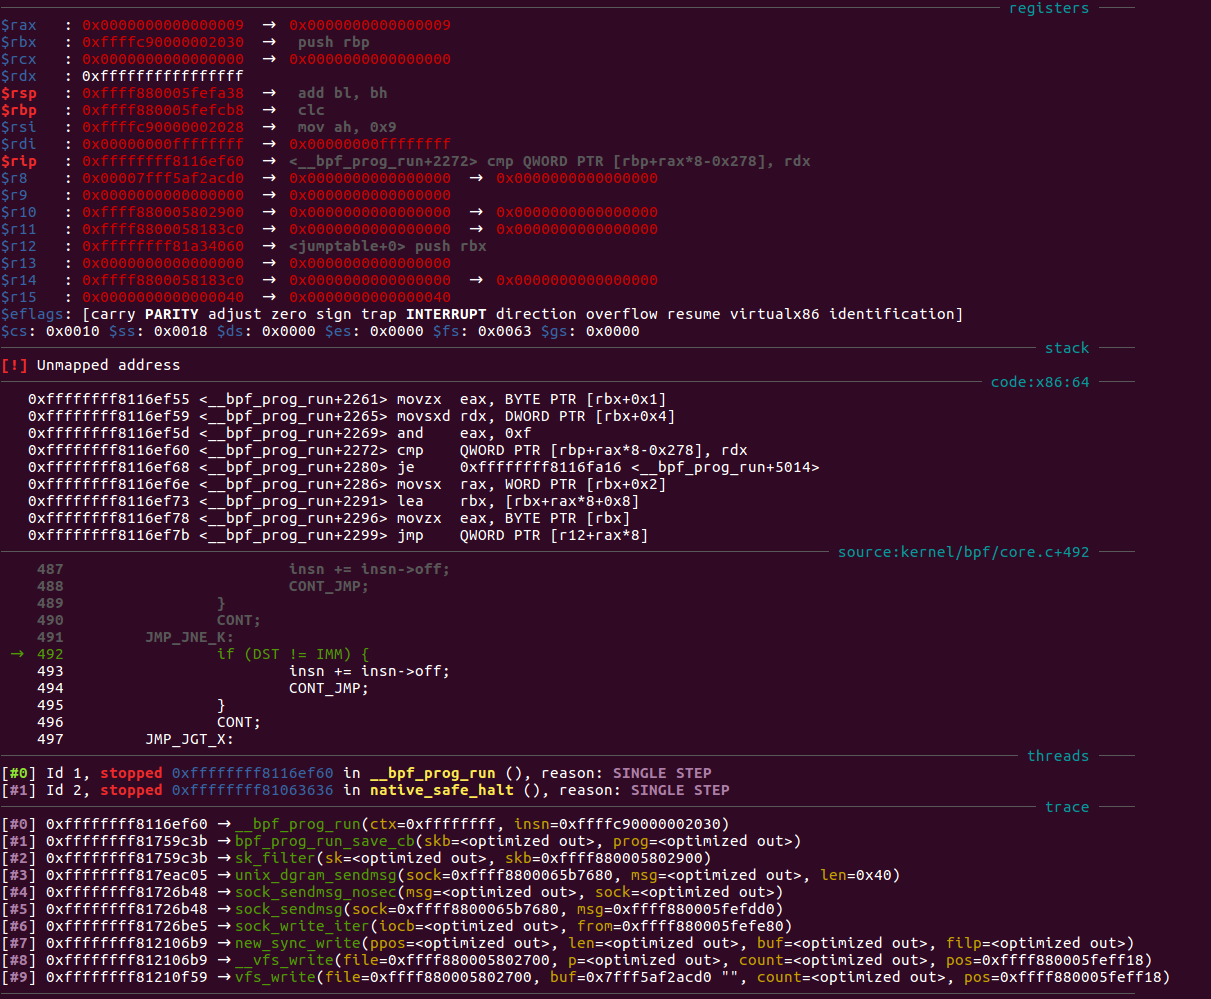 registers
$rax   : 0x0000000000000009  →  0x0000000000000009
$rbx   : 0xffffc90000002030  →   push rbp
$rcx   : 0x0000000000000000  →  0x0000000000000000
$rdx   : 0xffffffffffffffff
$rsp   : 0xffff880005fefa38  →   add bl, bh
$rbp   : 0xffff880005fefcb8  →   clc
$rsi   : 0xffffc90000002028  →   mov ah, 0x9
$rdi   : 0x00000000ffffffff  →  0x00000000ffffffff
$rip   : 0xffffffff8116ef60  →  <__bpf_prog_run+2272> cmp QWORD PTR [rbp+rax*8-0x278], rdx
$r8    : 0x00007fff5af2acd0  →  0x0000000000000000  →  0x0000000000000000
$r9    : 0x0000000000000000  →  0x0000000000000000
$r10   : 0xffff880005802900  →  0x0000000000000000  →  0x0000000000000000
$r11   : 0xffff8800058183c0  →  0x0000000000000000  →  0x0000000000000000
$r12   : 0xffffffff81a34060  →  <jumptable+0> push rbx
$r13   : 0x0000000000000000  →  0x0000000000000000
$r14   : 0xffff8800058183c0  →  0x0000000000000000  →  0x0000000000000000
$r15   : 0x0000000000000040  →  0x0000000000000040
$eflags: [carry PARITY adjust zero sign trap INTERRUPT direction overflow resume virtualx86 identification]
$cs: 0x0010 $ss: 0x0018 $ds: 0x0000 $es: 0x0000 $fs: 0x0063 $gs: 0x0000
stack
[!] Unmapped address
code:x86:64
0xffffffff8116ef55 <__bpf_prog_run+2261> movzx  eax, BYTE PTR [rbx+0x1]
0xffffffff8116ef59 <__bpf_prog_run+2265> movsxd rdx, DWORD PTR [rbx+0x4]
0xffffffff8116ef5d <__bpf_prog_run+2269> and    eax, 0xf
0xffffffff8116ef60 <__bpf_prog_run+2272> cmp    QWORD PTR [rbp+rax*8-0x278], rdx
0xffffffff8116ef68 <__bpf_prog_run+2280> je     0xffffffff8116fa16 <__bpf_prog_run+5014>
0xffffffff8116ef6e <__bpf_prog_run+2286> movsx  rax, WORD PTR [rbx+0x2]
0xffffffff8116ef73 <__bpf_prog_run+2291> lea    rbx, [rbx+rax*8+0x8]
0xffffffff8116ef78 <__bpf_prog_run+2296> movzx  eax, BYTE PTR [rbx]
0xffffffff8116ef7b <__bpf_prog_run+2299> jmp    QWORD PTR [r12+rax*8]
source:kernel/bpf/core.c+492
487                         insn += insn->off;
488                         CONT_JMP;
489                 }
490                 CONT;
491         JMP_JNE_K:
→ 492                 if (DST != IMM) {
493                         insn += insn->off;
494                         CONT_JMP;
495                 }
496                 CONT;
497         JMP_JGT_X:
threads
[#0] Id 1, stopped 0xffffffff8116ef60 in __bpf_prog_run (), reason: SINGLE STEP
[#1] Id 2, stopped 0xffffffff81063636 in native_safe_halt (), reason: SINGLE STEP
trace
[#0] 0xffffffff8116ef60 → __bpf_prog_run(ctx=0xffffffff, insn=0xffffc90000002030)
[#1] 0xffffffff81759c3b → bpf_prog_run_save_cb(skb=<optimized out>, prog=<optimized out>)
[#2] 0xffffffff81759c3b → sk_filter(sk=<optimized out>, skb=0xffff880005802900)
[#3] 0xffffffff817eac05 → unix_dgram_sendmsg(sock=0xffff8800065b7680, msg=<optimized out>, len=0x40)
[#4] 0xffffffff81726b48 → sock_sendmsg_nosec(msg=<optimized out>, sock=<optimized out>)
[#5] 0xffffffff81726b48 → sock_sendmsg(sock=0xffff8800065b7680, msg=0xffff880005fefdd0)
[#6] 0xffffffff81726be5 → sock_write_iter(iocb=<optimized out>, from=0xffff880005fefe80)
[#7] 0xffffffff812106b9 → new_sync_write(ppos=<optimized out>, len=<optimized out>, buf=<optimized out>, filp=<optimized out>)
[#8] 0xffffffff812106b9 → __vfs_write(file=0xffff880005802700, p=<optimized out>, count=<optimized out>, pos=0xffff880005feff18)
[#9] 0xffffffff81210f59 → vfs_write(file=0xffff880005802700, buf=0x7fff5af2acd0 "", count=<optimized out>, pos=0xffff880005feff18)